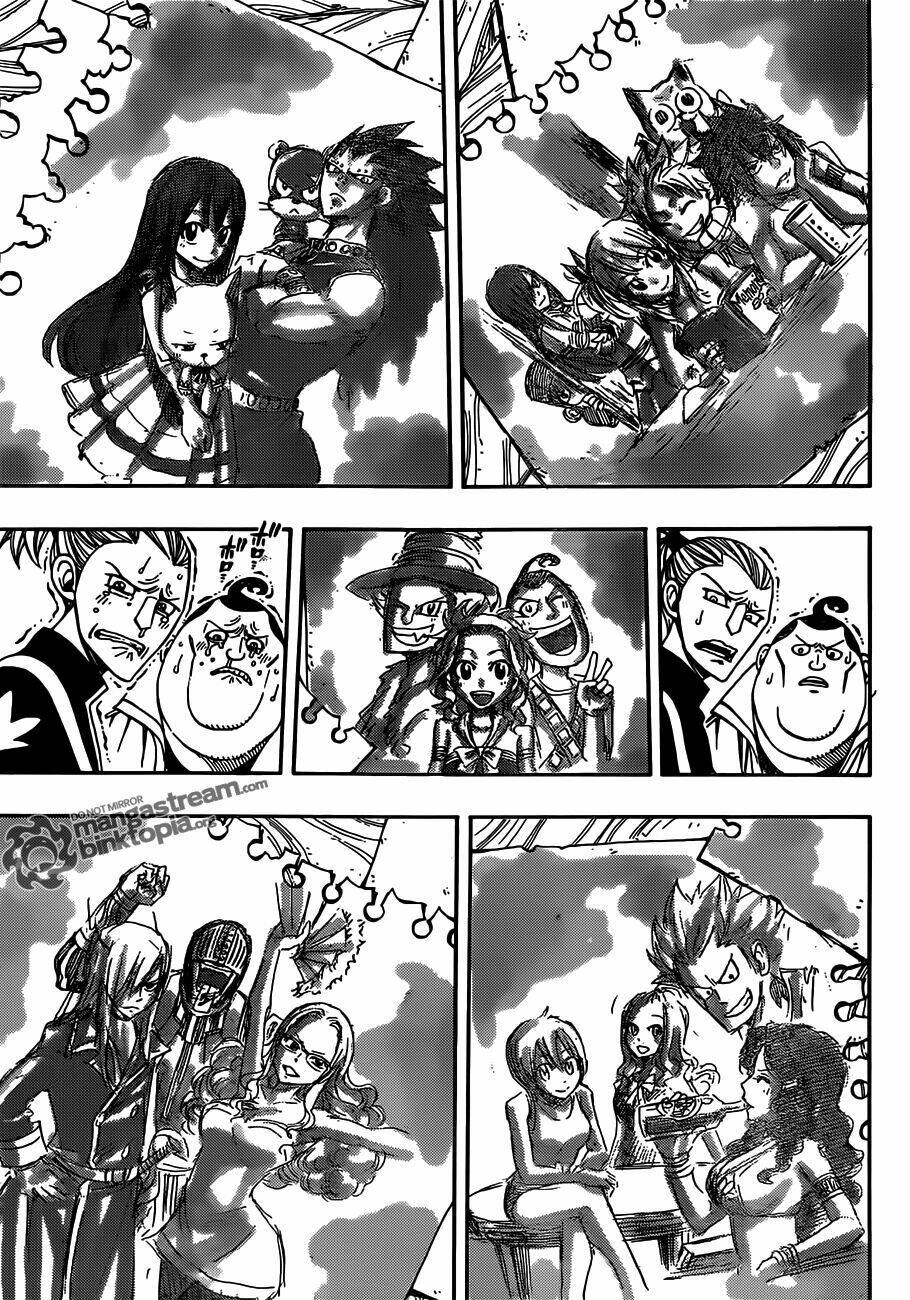 ボロ
ボロ
DO NOT MIRROR
mangastream.com
binktopia.org